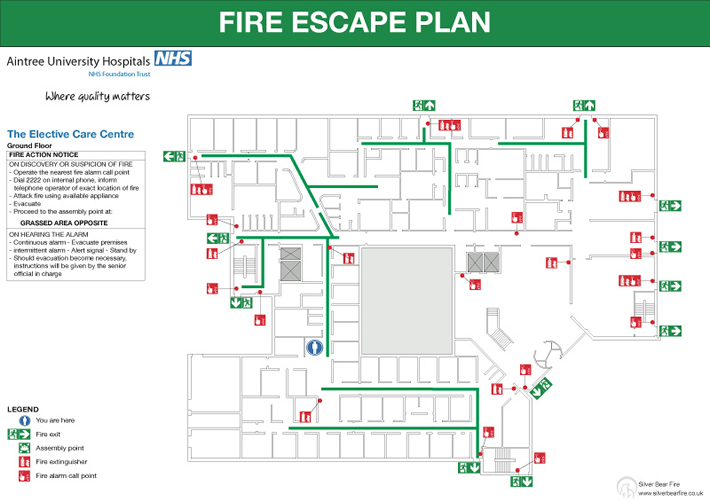 FIRE ESCAPE PLAN
Aintree University Hospitals NHS
NHS Foundation Trust
Where quality matters
The Elective Care Centre
Ground Floor
FIRE ACTION NOTICE
ON DISCOVERY OR SUSPICION OF FIRE
- Operate the nearest fire alarm call point
- Dial 2222 on internal phone, inform
telephone operator of exact location of fire
- Attack fire using available appliance
- Evacuate
- Proceed to the assembly point at:
GRASSED AREA OPPOSITE
ON HEARING THE ALARM
- Continuous alarm - Evacuate premises
- intermittent alarm - Alert signal - Stand by
- Should evacuation become necessary,
instructions will be given by the senior
official in charge
LEGEND
You are here
Fire exit
Assembly point
Fire extinguisher
Fire alarm call point
Silver Bear Fire
www.silverbearfire.co.uk